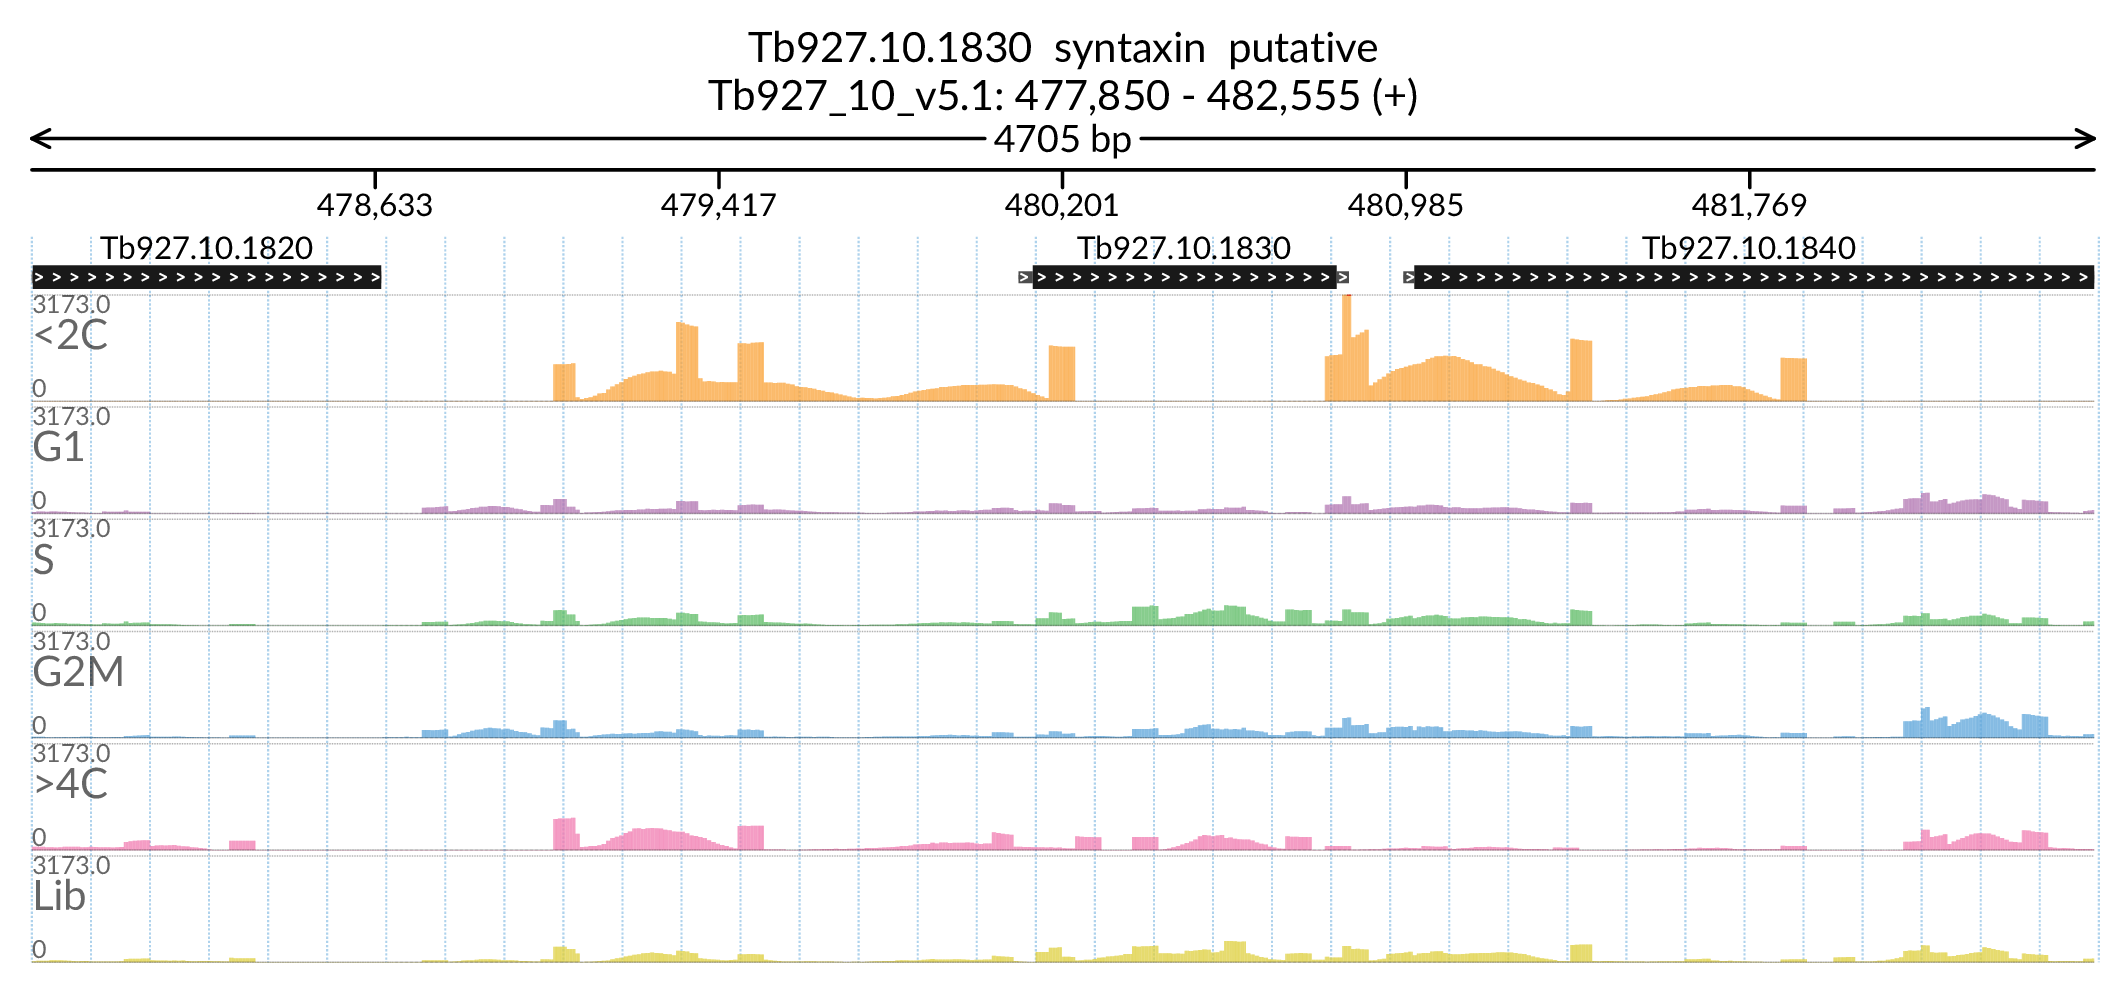 Tb927.10.1830 syntaxin putative
Tb927_10_v5.1: 477,850 - 482,555 (+)
4705 bp
478,633 479,417 480,201 480,985 481,769
Tb927.10.1820 Tb927.10.1830 Tb927.10.1840
3173.0
<2C
0
3173.0
G1
0
3173.0
S
0
3173.0
G2M
0
3173.0
>4C
0
3173.0
Lib
0